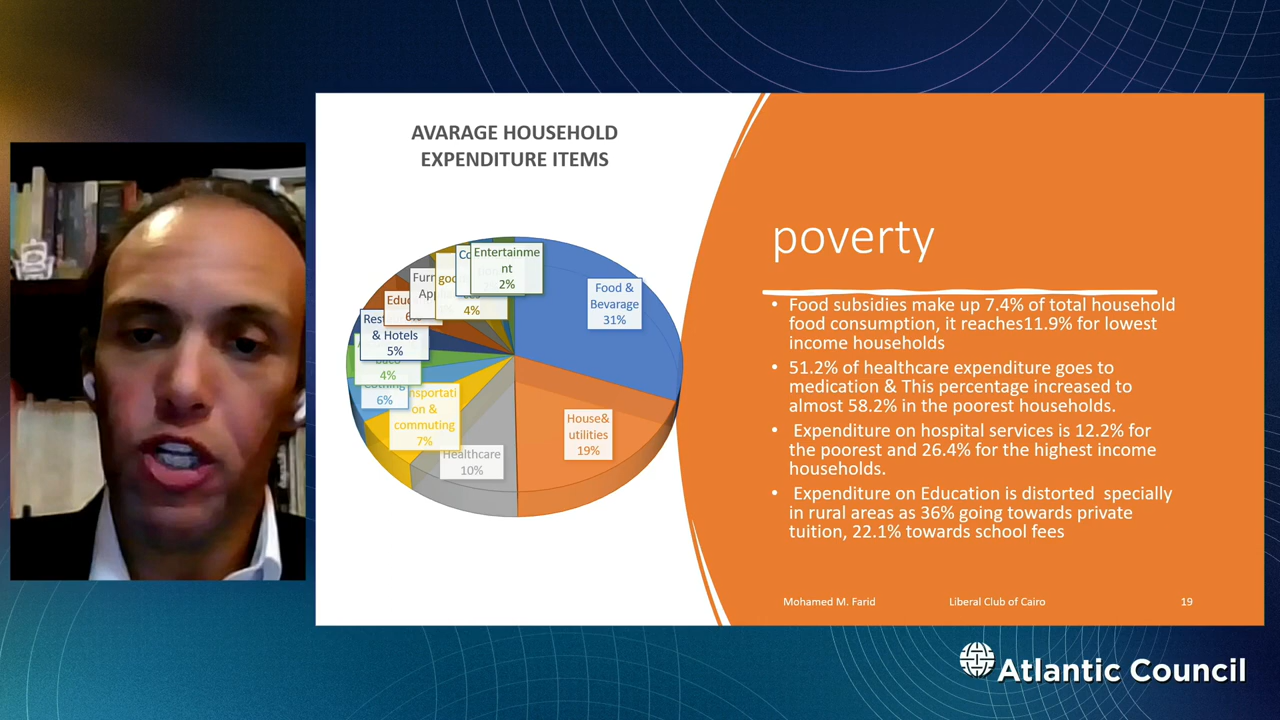 AVARAGE HOUSEHOLD
EXPENDITURE ITEMS
Entertainme
nt
2%
Food &
Bevarage
31%
4%
& Hotels
5%
4%
6%
on &
commuting
7%
House&
utilities
19%
Healthcare
10%
poverty
• Food subsidies make up 7.4% of total household
food consumption, it reaches11.9% for lowest
income households
• 51.2% of healthcare expenditure goes to
medication & This percentage increased to
almost 58.2% in the poorest households.
• Expenditure on hospital services is 12.2% for
the poorest and 26.4% for the highest income
households.
• Expenditure on Education is distorted specially
in rural areas as 36% going towards private
tuition, 22.1% towards school fees
Mohamed M. Farid
Liberal Club of Cairo
19
Atlantic Council